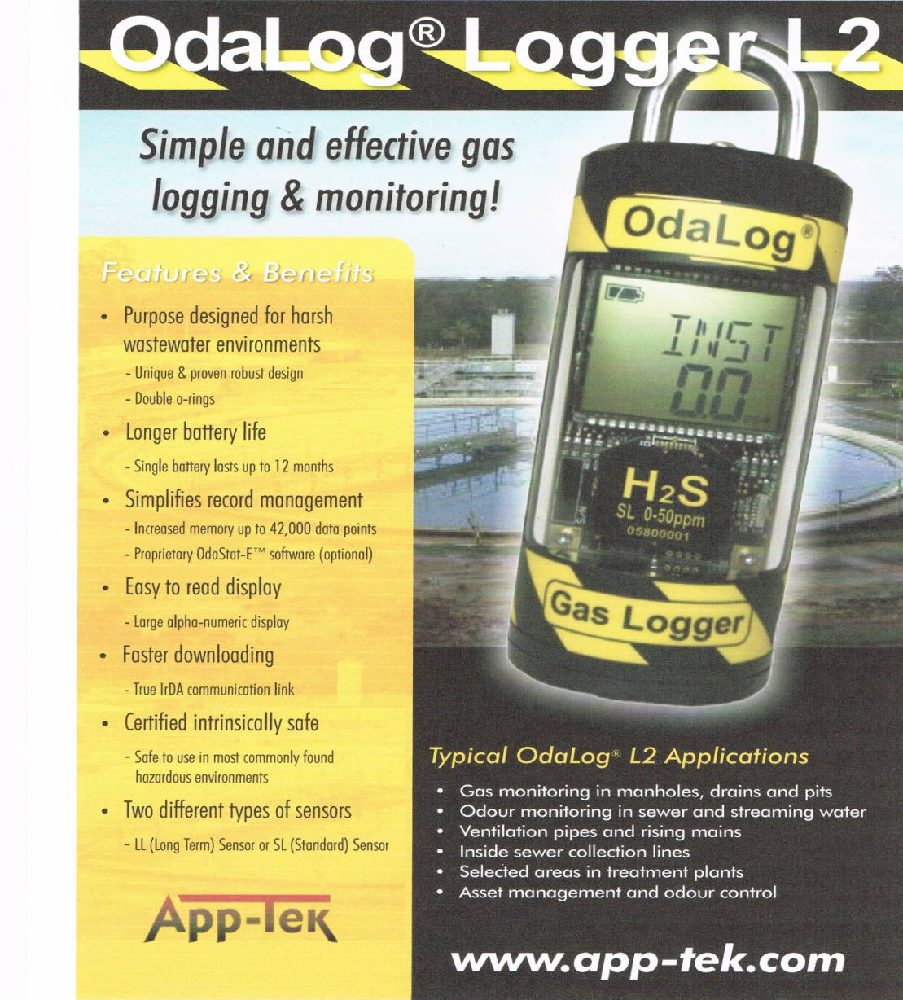 OdaLog® Logger L2
Simple and effective gas
logging & monitoring!
Features & Benefits
• Purpose designed for harsh
wastewater environments
- Unique & proven robust design
- Double o-rings
• Longer battery life
- Single battery lasts up to 12 months
• Simplifies record management
- Increased memory up to 42,000 data points
- Proprietary OdaStat-E™ software (optional)
• Easy to read display
- Large alpha-numeric display
• Faster downloading
- True IrDA communication link
• Certified intrinsically safe
- Safe to use in most commonly found
hazardous environments
• Two different types of sensors
- LL (Long Term) Sensor or SL (Standard) Sensor
App-Tek
OdaLog®
INST
0.0
H2S
SL 0-50ppm
05800001
Gas Logger
Typical OdaLog® L2 Applications
• Gas monitoring in manholes, drains and pits
• Odour monitoring in sewer and streaming water
• Ventilation pipes and rising mains
• Inside sewer collection lines
• Selected areas in treatment plants
• Asset management and odour control
www.app-tek.com